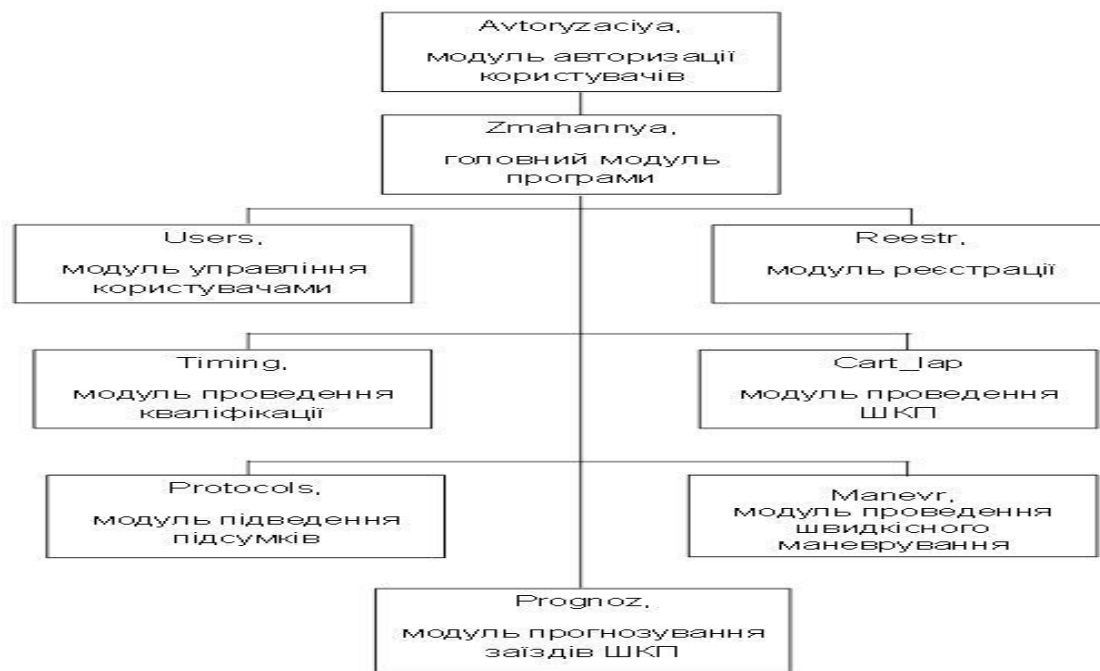 Avtoryzaciya,
модуль авторизації
користувачів
Zmahannya,
головний модуль
програми
Users,
модуль управління
користувачами
Reestr,
модуль реєстрації
Timing,
модуль проведення
кваліфікації
Cart_lap
модуль проведення
ШКП
Protocols,
модуль підведення
підсумків
Manevr,
модуль проведення
швидкісного
маневрування
Prognoz,
модуль прогнозування
заїздів ШКП